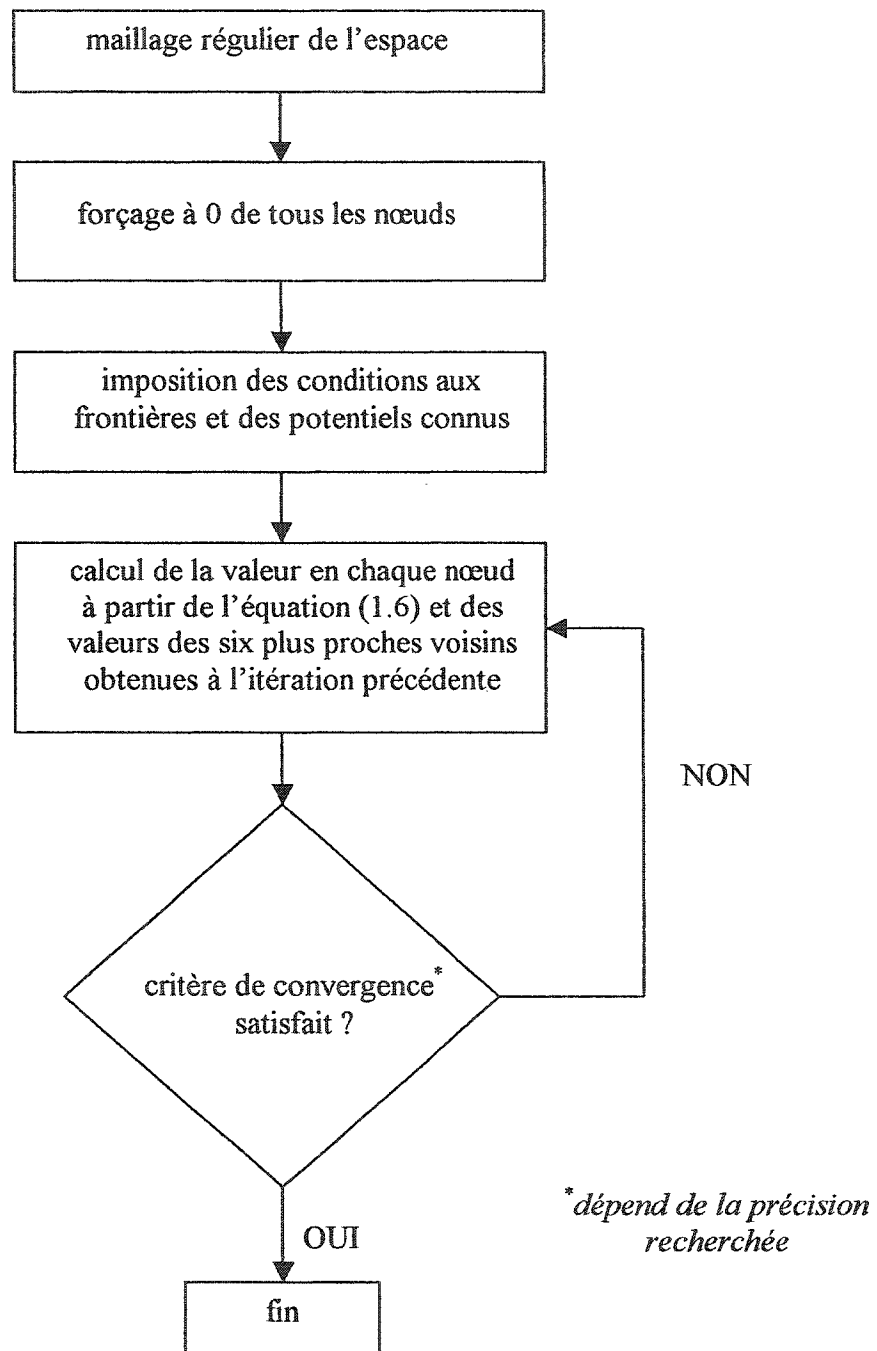 maillage régulier de l'espace
forçage à 0 de tous les nœuds
imposition des conditions aux
frontières et des potentiels connus
calcul de la valeur en chaque nœud
à partir de l'équation (1.6) et des
valeurs des six plus proches voisins
obtenues à l'itération précédente
NON
critère de convergence*
satisfait ?
*dépend de la précision
recherchée
OUI
fin